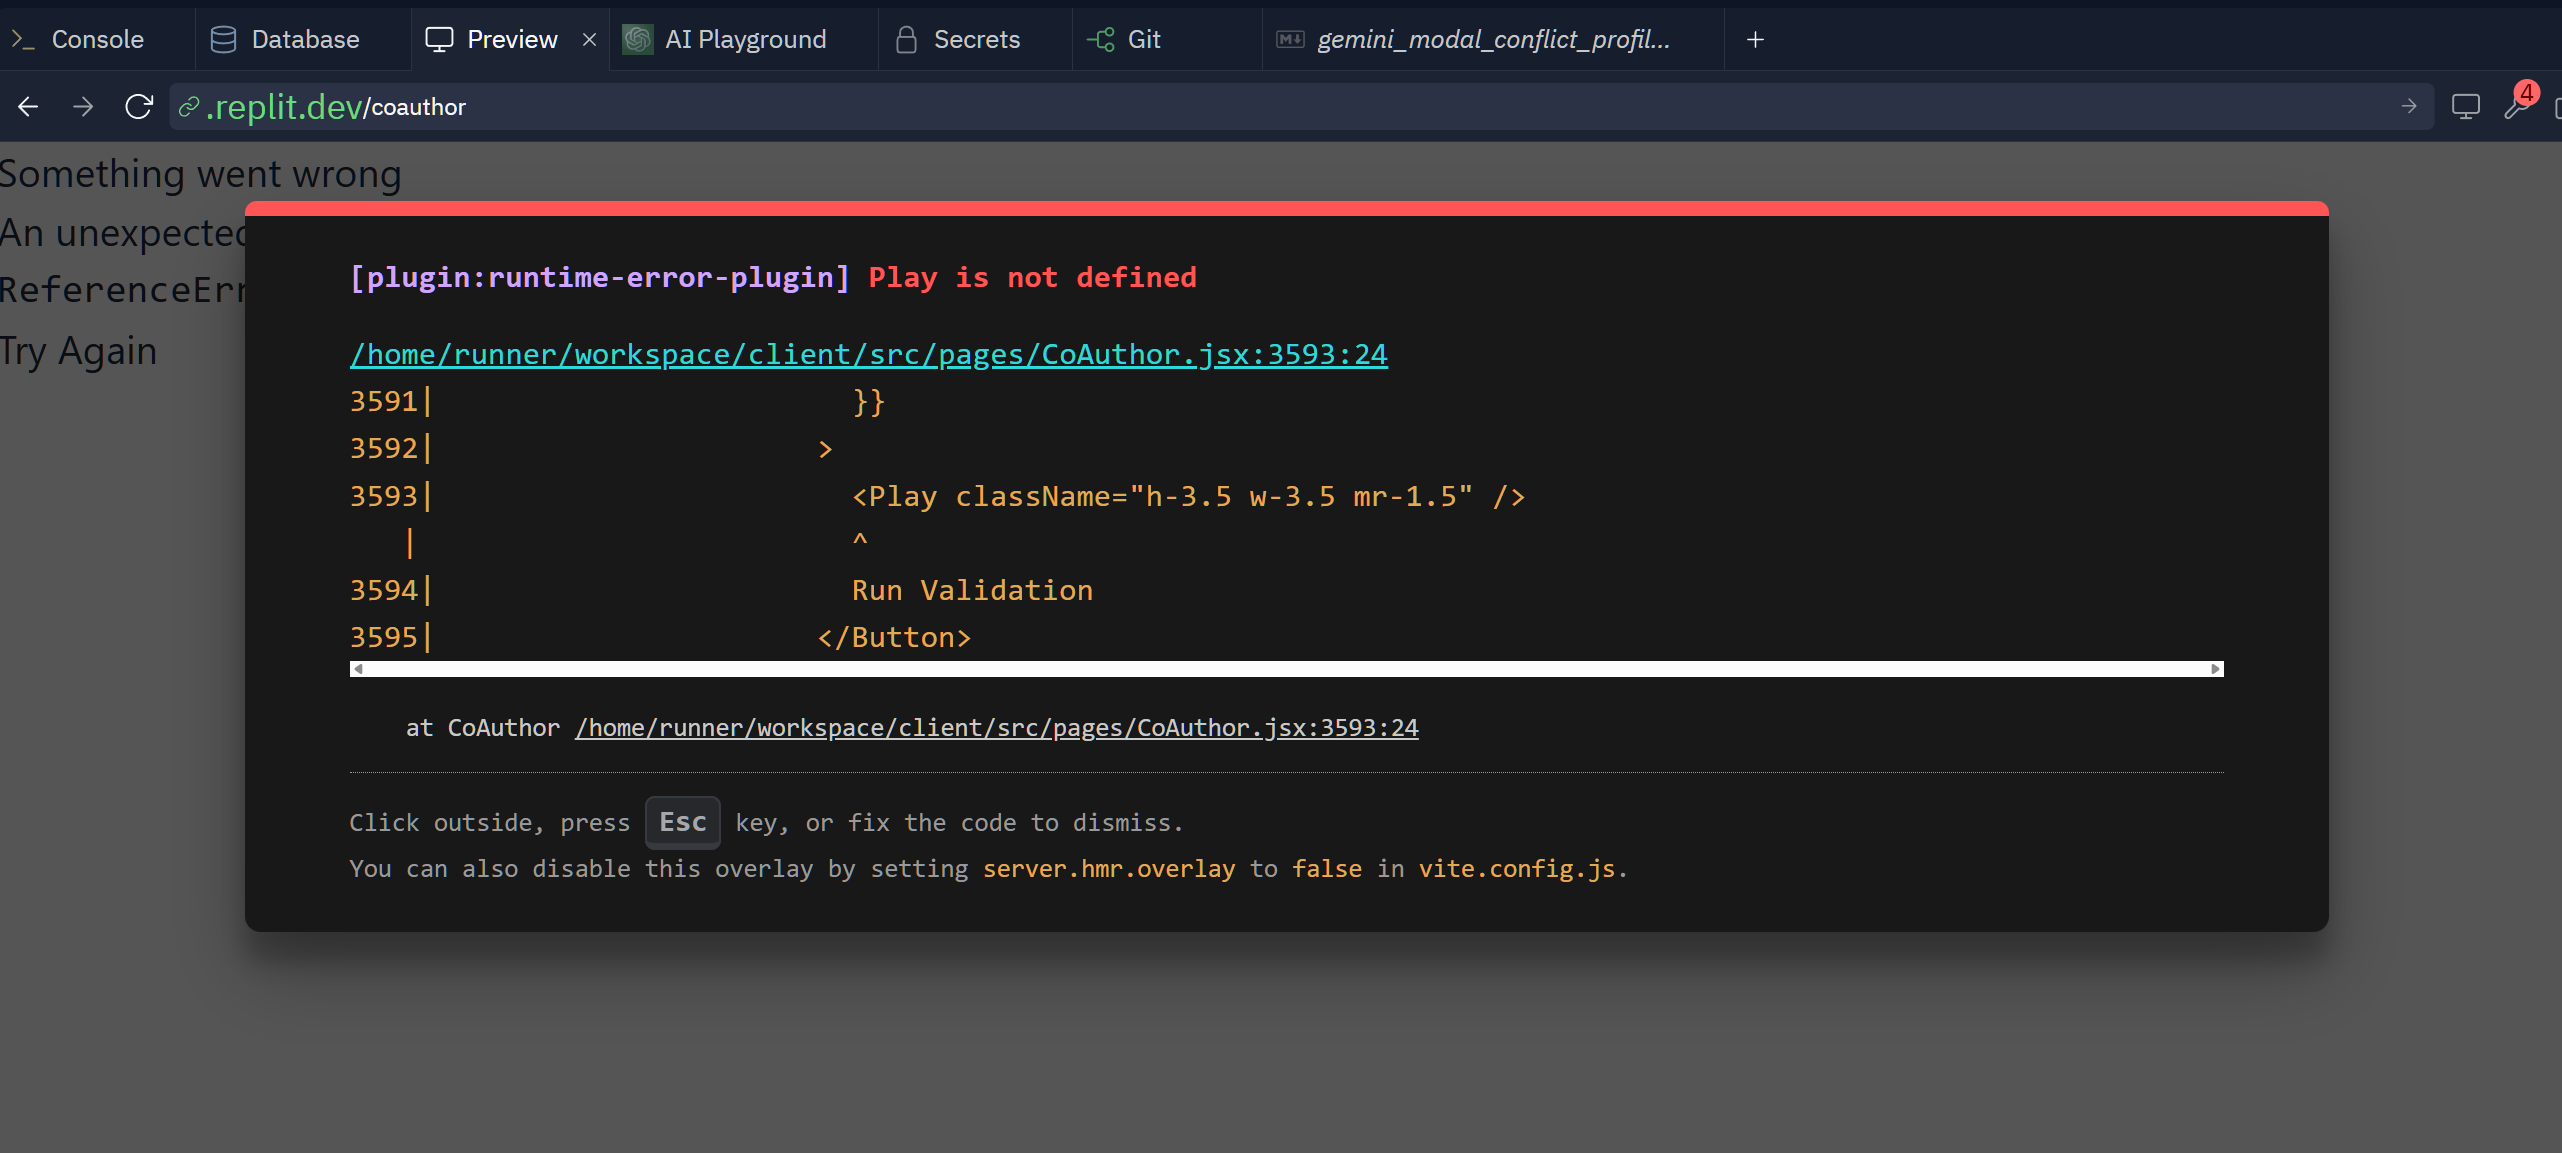 Console Database Preview AI Playground Secrets Git gemini_modal_conflict_profil...
.replit.dev/coauthor 4
Something went wrong
An unexpected
ReferenceErr
Try Again
[plugin:runtime-error-plugin] Play is not defined
/home/runner/workspace/client/src/pages/CoAuthor.jsx:3593:24
3591| }}
3592| >
3593| <Play className="h-3.5 w-3.5 mr-1.5" />
| ^
3594| Run Validation
3595| </Button>
at CoAuthor /home/runner/workspace/client/src/pages/CoAuthor.jsx:3593:24
Click outside, press Esc key, or fix the code to dismiss.
You can also disable this overlay by setting server.hmr.overlay to false in vite.config.js.